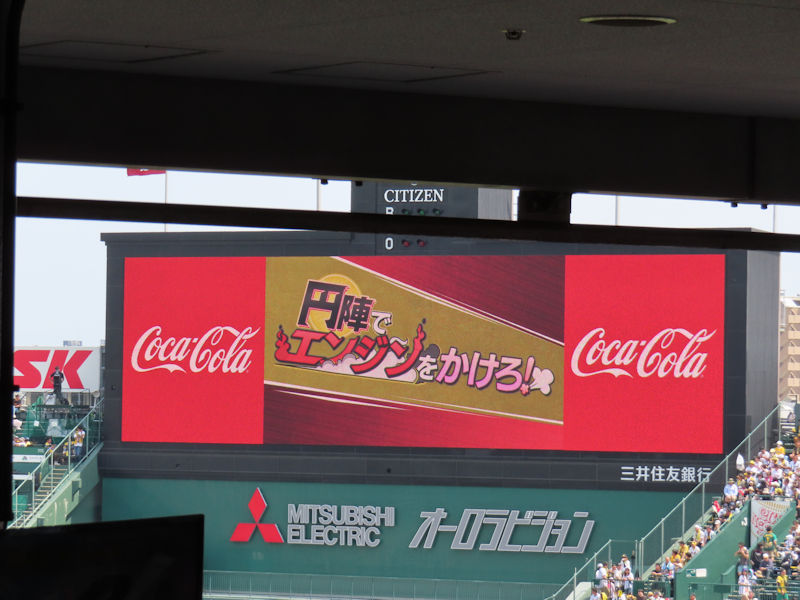 CITIZEN
B
O
Coca-Cola
円陣で
エンジンをかけろ!
Coca-Cola
SK
三井住友銀行
MITSUBISHI
ELECTRIC
オーロラビジョン